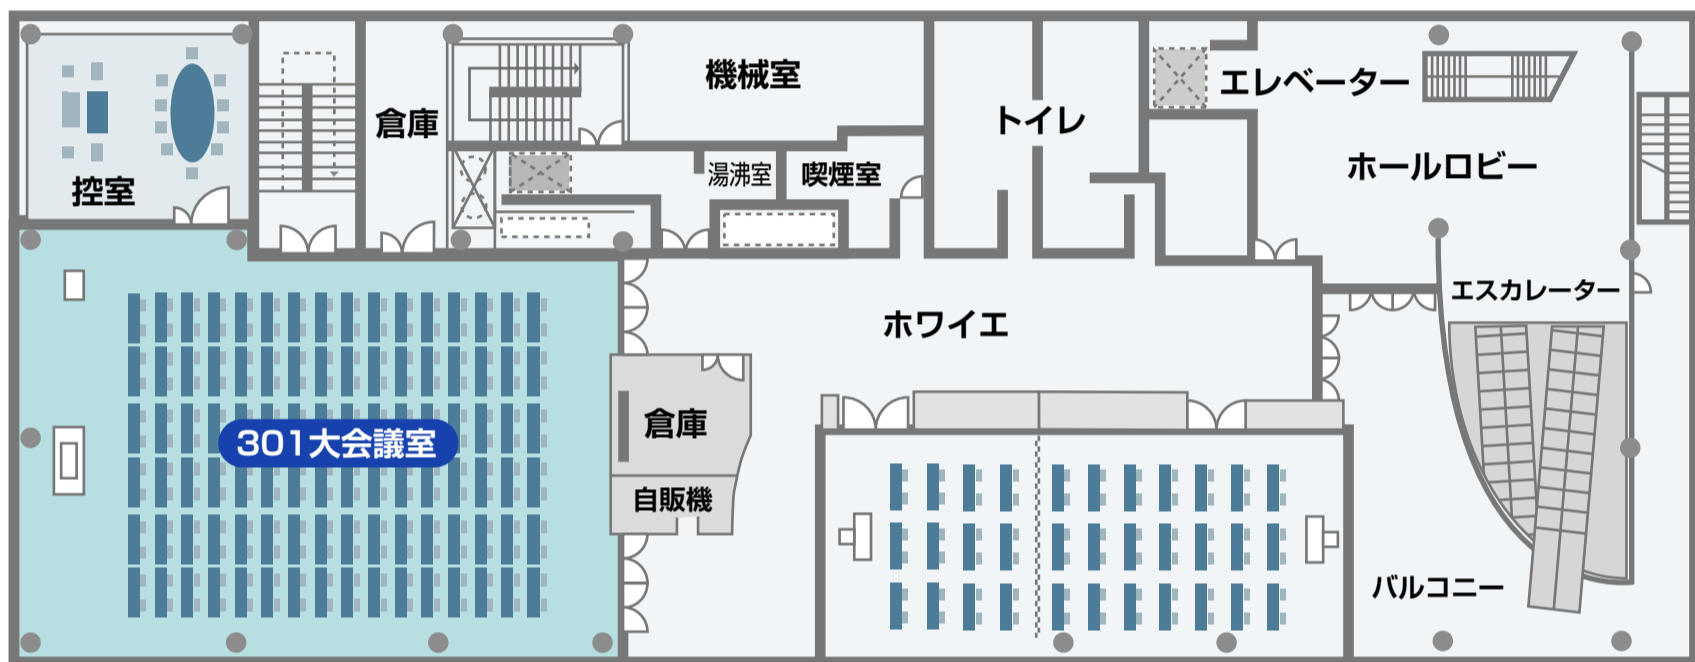 機械室
エレベーター
倉庫
トイレ
ホールロビー
湯沸室
喫煙室
控室
エスカレーター
ホワイエ
倉庫
301大会議室
自販機
バルコニー